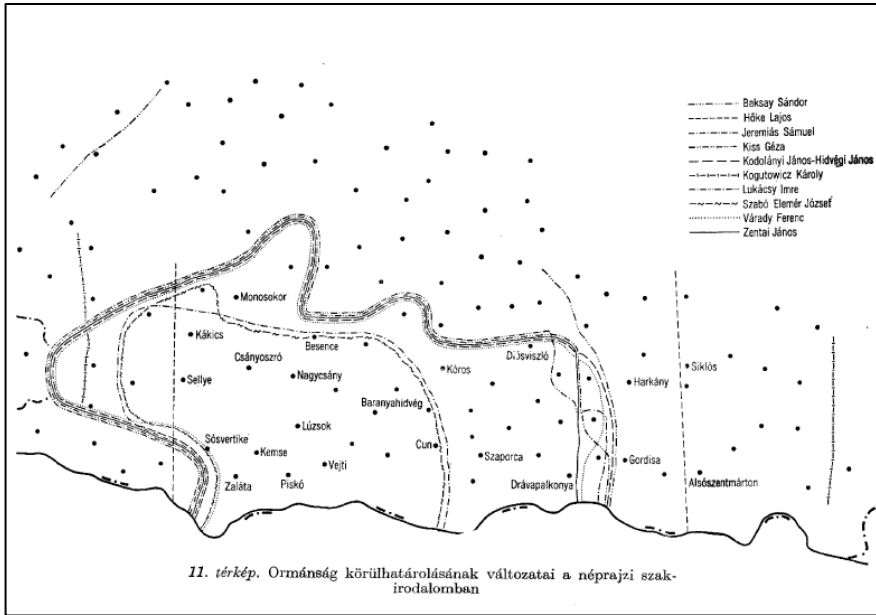 Baksay Sándor
Hőke Lajos
Jeremiás Sámuel
Kiss Géza
Kodolányi János-Hidvégi János
Kogutowicz Károly
Lukácsy Imre
Szabó Elemér József
Várady Ferenc
Zentai János
Monosokor
Kákics
Besence
Diósviszló
Csányoszró
Kóros
Siklós
Sellye
Nagycsány
Harkány
Baranyahidvég
Lúzsok
Sósvertike
Kemse
Cun
Szaporca
Gordisa
Vejti
Zaláta
Piskó
Drávapalkonya
Alsószentmárton
11. térkép. Ormánság körülhatárolásának változatai a néprajzi szak-
irodalomban